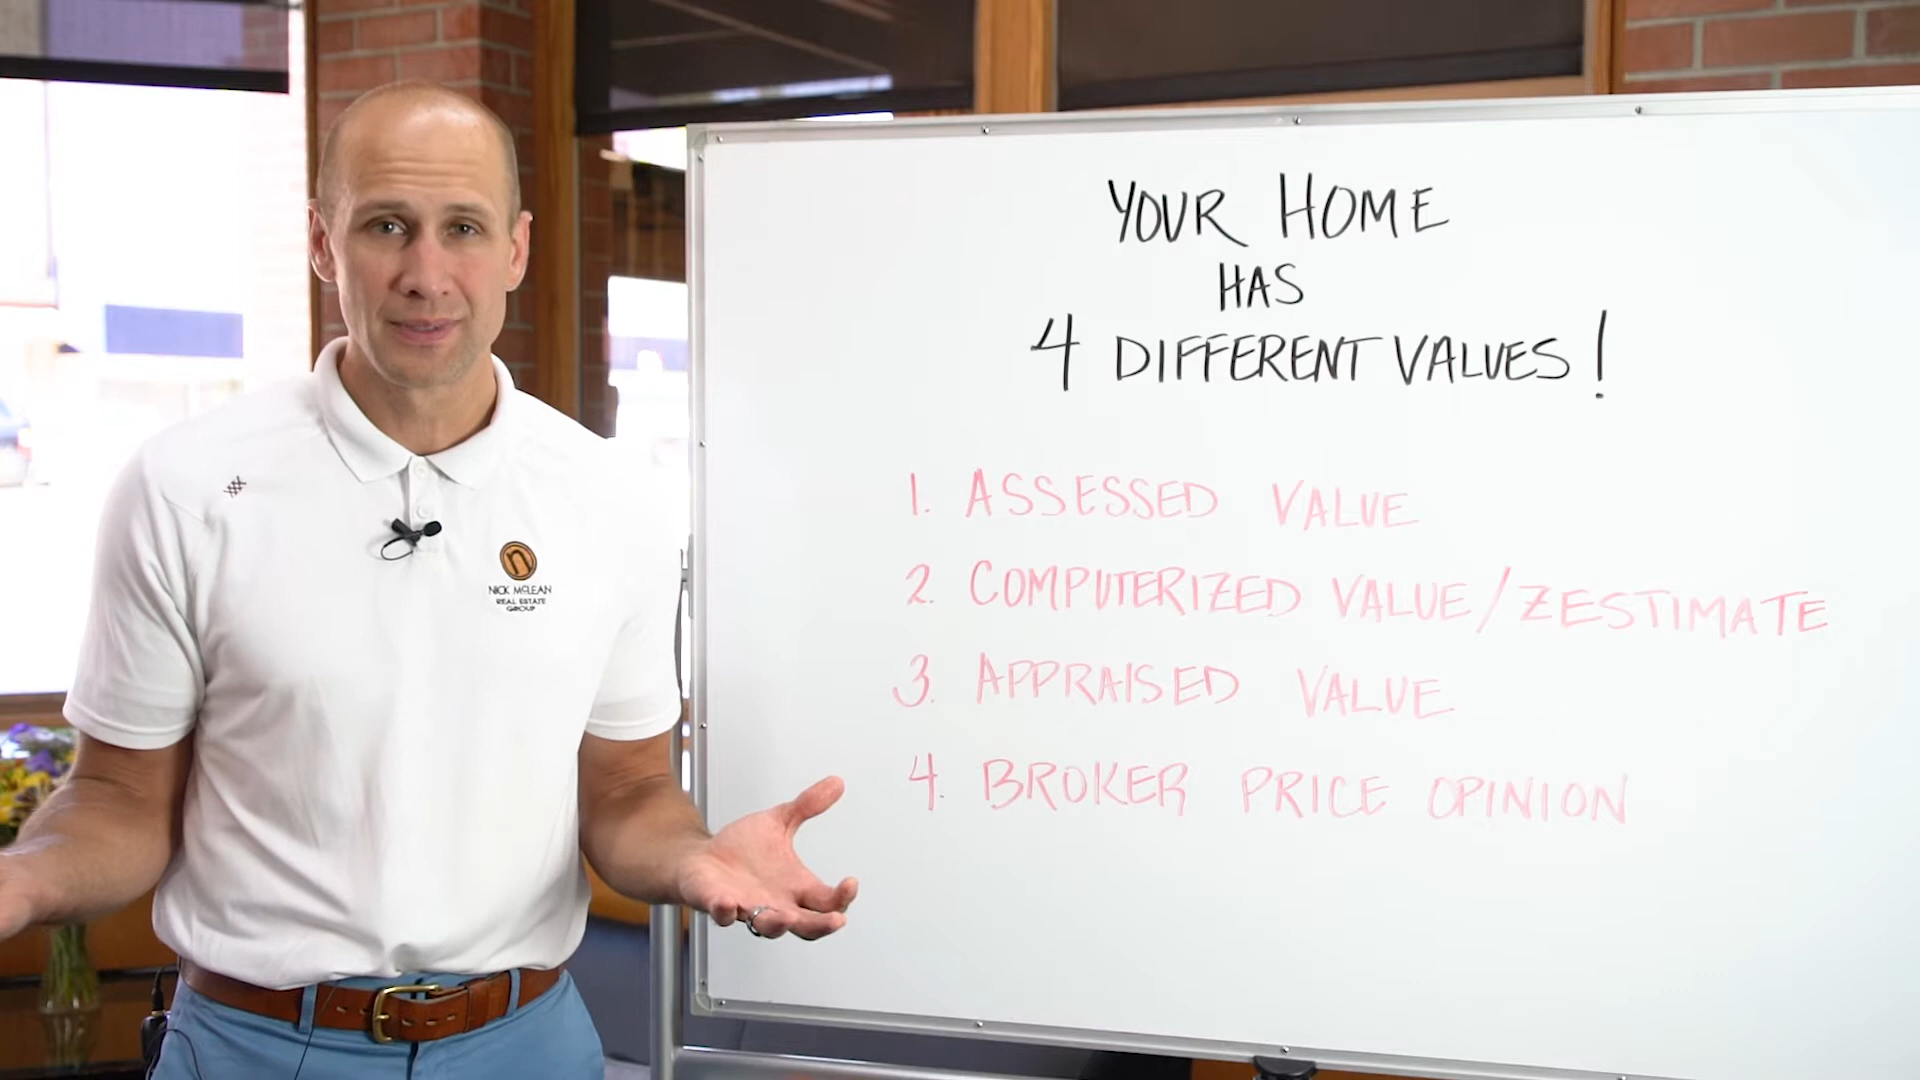 YOUR HOME
HAS
4 DIFFERENT VALUES!
1. ASSESSED VALUE
2. COMPUTERIZED VALUE/ZESTIMATE
3. APPRAISED VALUE
4. BROKER PRICE OPINION
n
NICK MCLEAN
REAL ESTATE
GROUP